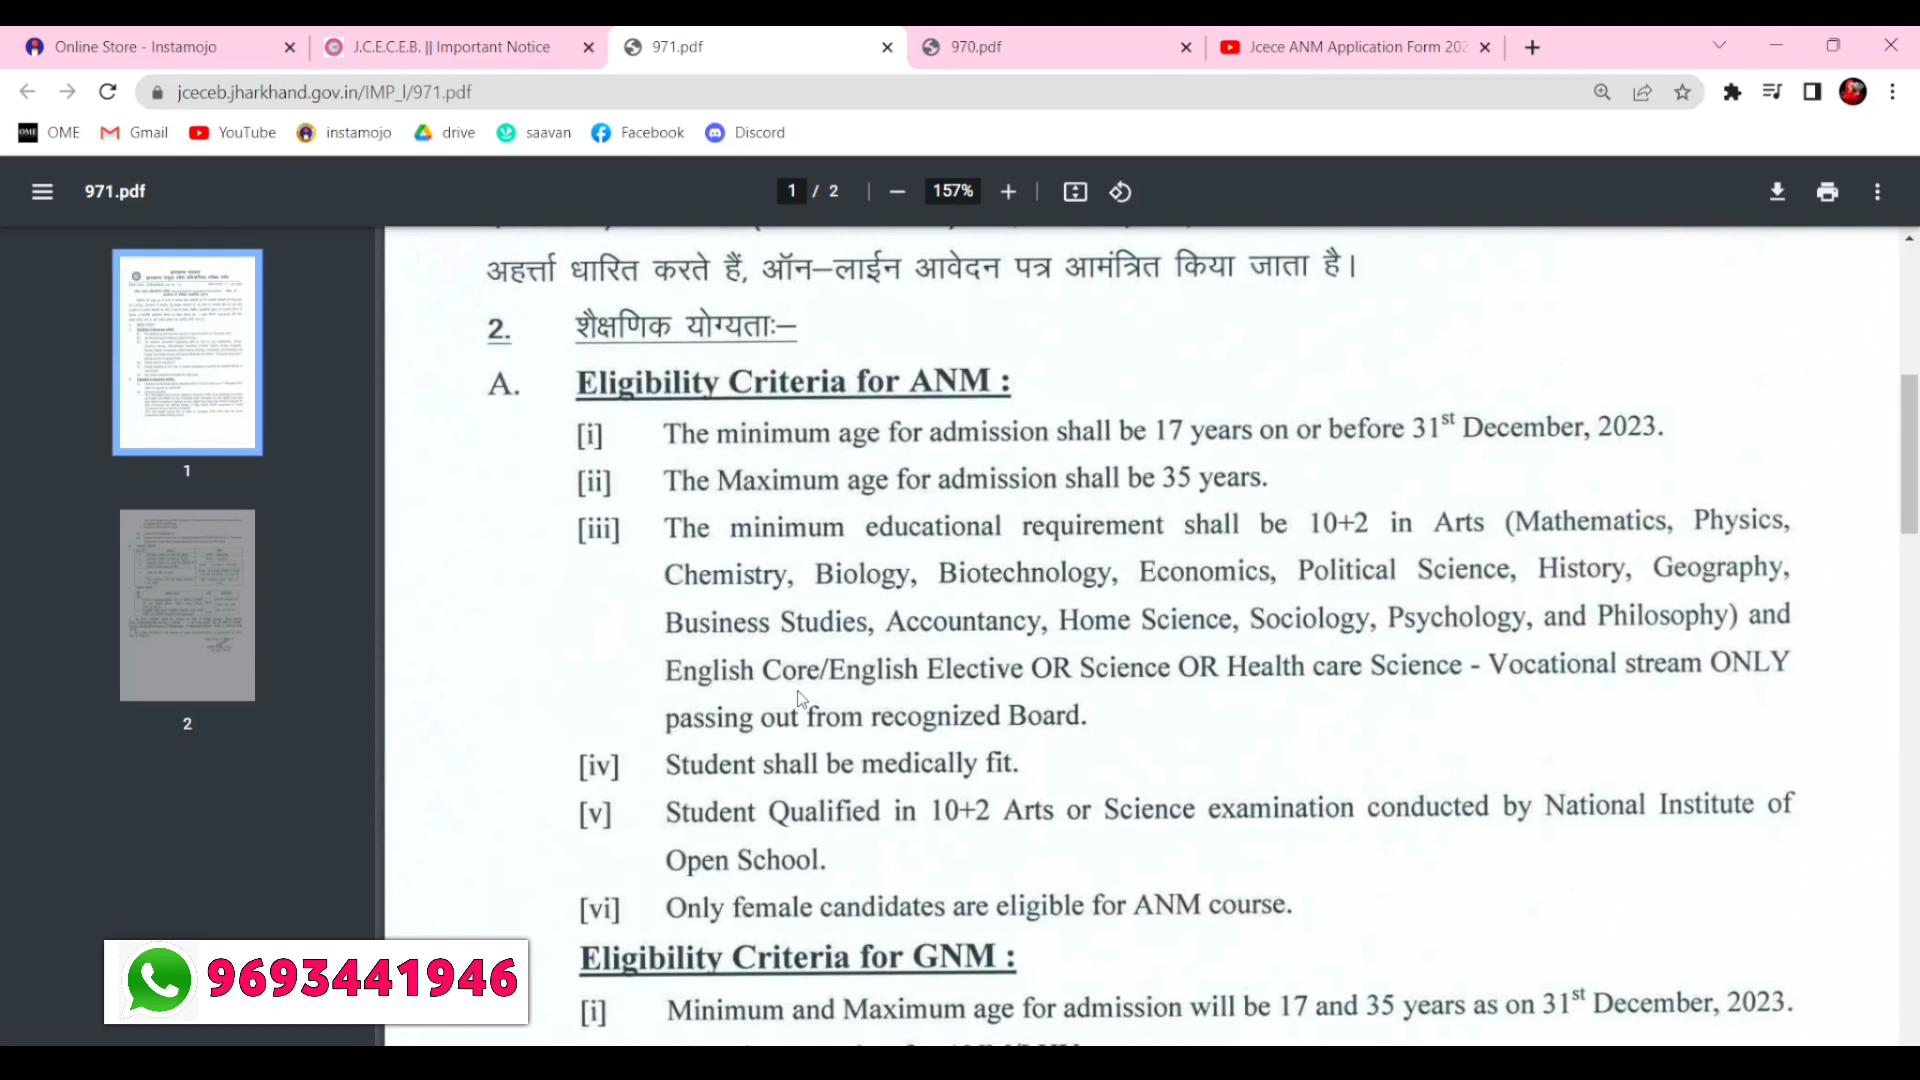 Online Store - Instamojo
J.C.E.C.E.B. || Important Notice
971.pdf
970.pdf
Jcece ANM Application Form 202
jceceb.jharkhand.gov.in/IMP_l/971.pdf
OME OME
Gmail
YouTube
instamojo
drive
saavan
Facebook
Discord
971.pdf
1 / 2
157%
अहर्त्ता धारित करते हैं, ऑन–लाईन आवेदन पत्र आमंत्रित किया जाता है।
2. शैक्षणिक योग्यताः–
A. Eligibility Criteria for ANM :
[i] The minimum age for admission shall be 17 years on or before 31st December, 2023.
[ii] The Maximum age for admission shall be 35 years.
[iii] The minimum educational requirement shall be 10+2 in Arts (Mathematics, Physics,
Chemistry, Biology, Biotechnology, Economics, Political Science, History, Geography,
Business Studies, Accountancy, Home Science, Sociology, Psychology, and Philosophy) and
English Core/English Elective OR Science OR Health care Science - Vocational stream ONLY
passing out from recognized Board.
[iv] Student shall be medically fit.
[v] Student Qualified in 10+2 Arts or Science examination conducted by National Institute of
Open School.
[vi] Only female candidates are eligible for ANM course.
Eligibility Criteria for GNM :
[i] Minimum and Maximum age for admission will be 17 and 35 years as on 31st December, 2023.
1
2
9693441946